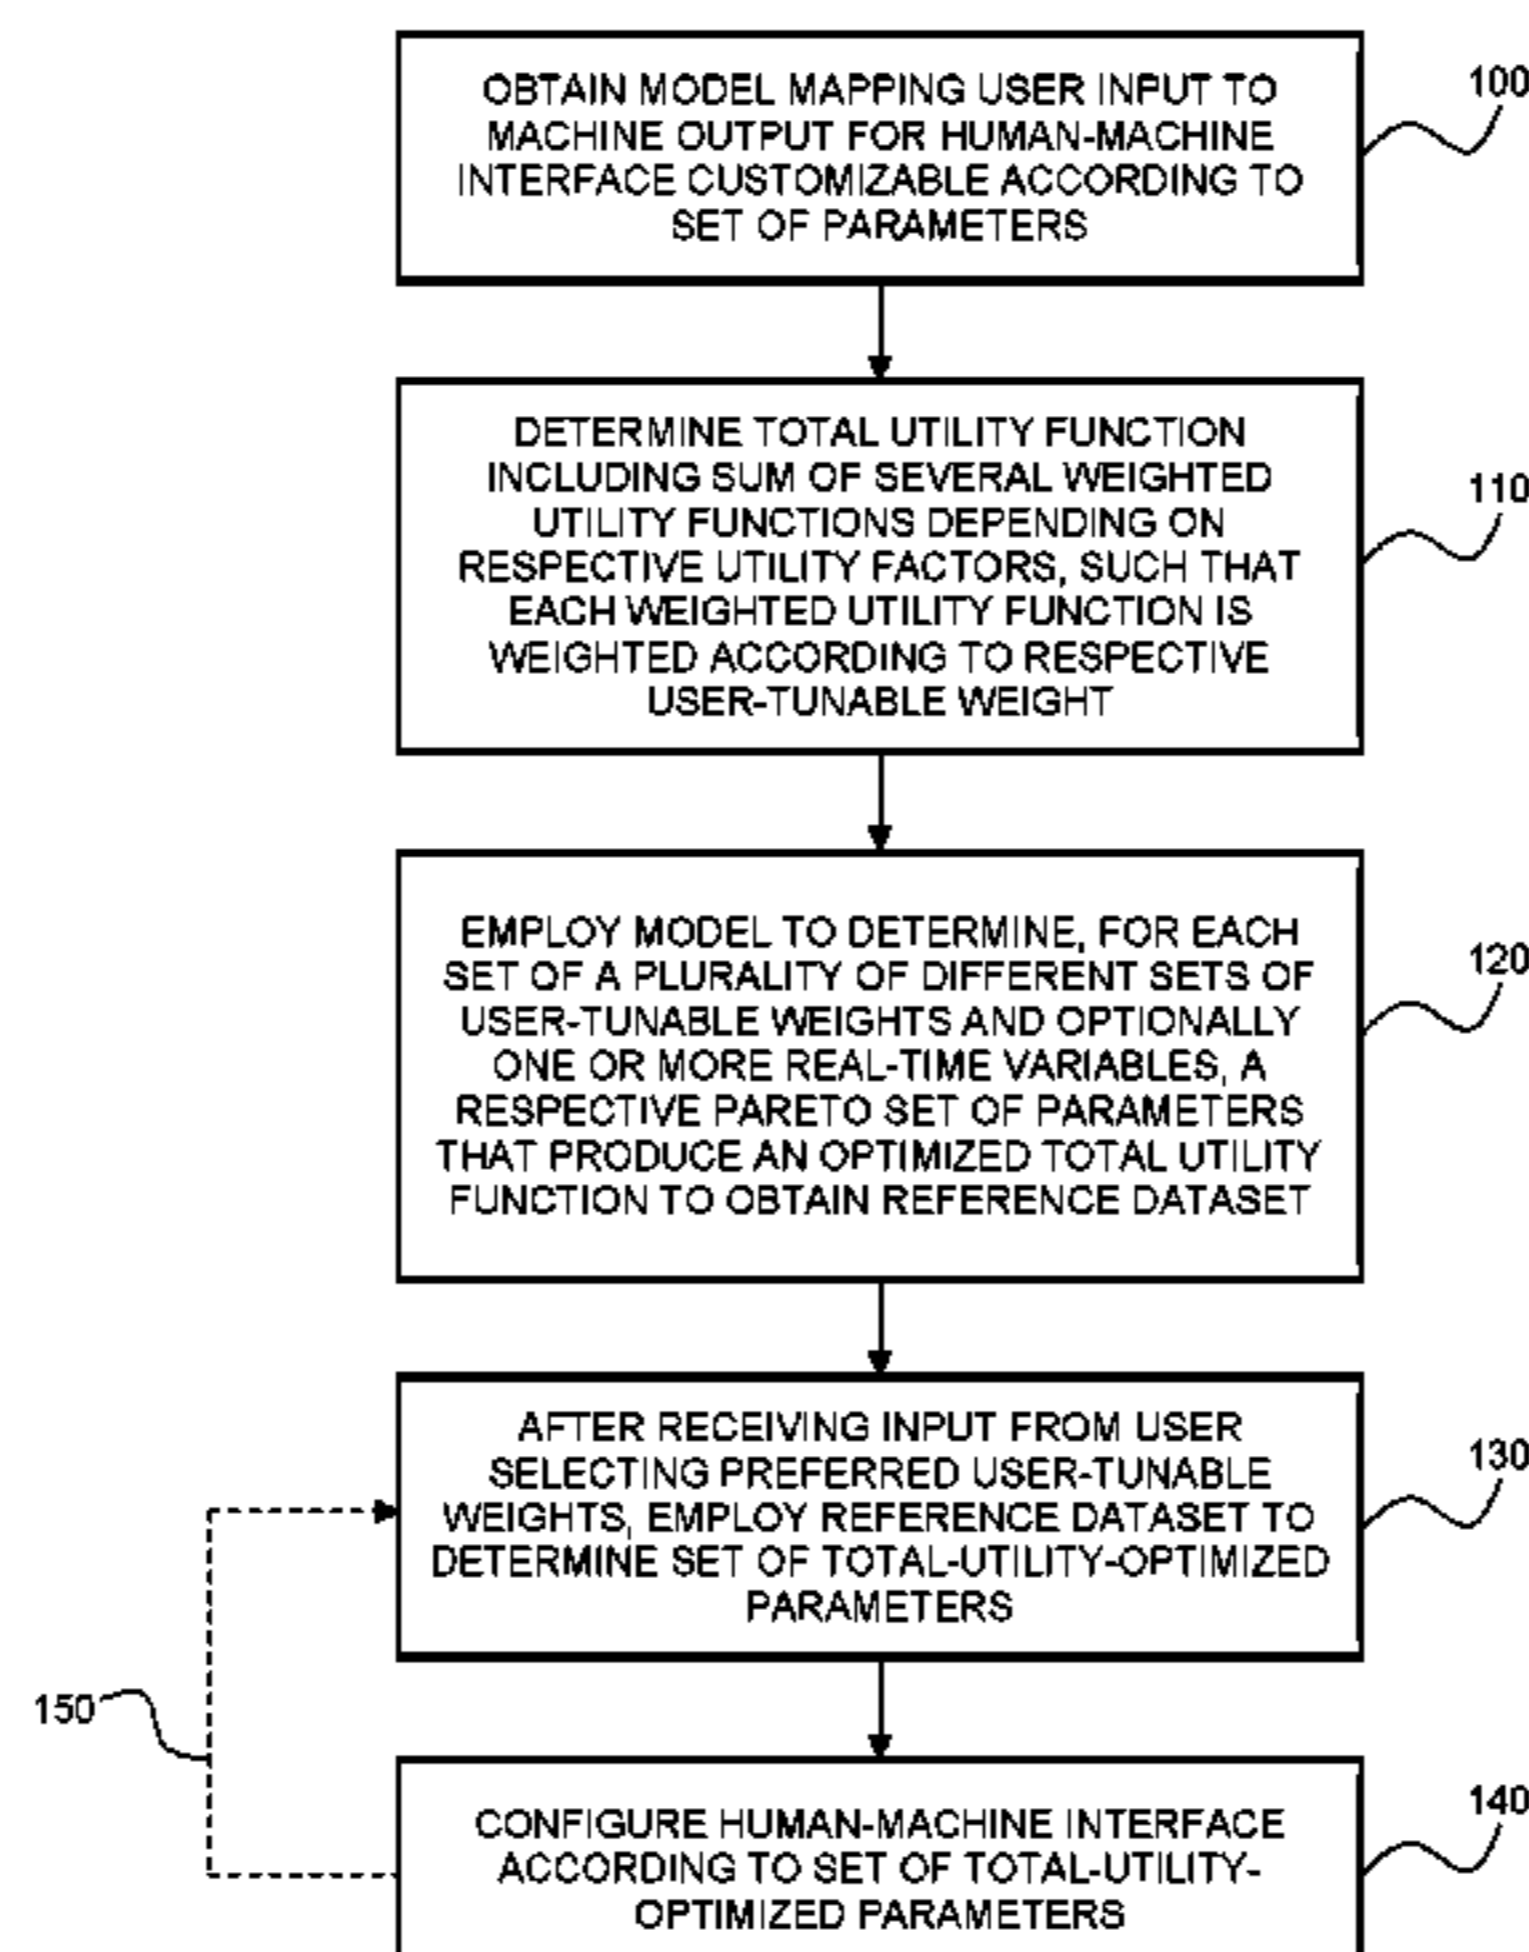 OBTAIN MODEL MAPPING USER INPUT TO
MACHINE OUTPUT FOR HUMAN-MACHINE
INTERFACE CUSTOMIZABLE ACCORDING TO
SET OF PARAMETERS
100
DETERMINE TOTAL UTILITY FUNCTION
INCLUDING SUM OF SEVERAL WEIGHTED
UTILITY FUNCTIONS DEPENDING ON
RESPECTIVE UTILITY FACTORS, SUCH THAT
EACH WEIGHTED UTILITY FUNCTION IS
WEIGHTED ACCORDING TO RESPECTIVE
USER-TUNABLE WEIGHT
110
EMPLOY MODEL TO DETERMINE, FOR EACH
SET OF A PLURALITY OF DIFFERENT SETS OF
USER-TUNABLE WEIGHTS AND OPTIONALLY
ONE OR MORE REAL-TIME VARIABLES, A
RESPECTIVE PARETO SET OF PARAMETERS
THAT PRODUCE AN OPTIMIZED TOTAL UTILITY
FUNCTION TO OBTAIN REFERENCE DATASET
120
AFTER RECEIVING INPUT FROM USER
SELECTING PREFERRED USER-TUNABLE
WEIGHTS, EMPLOY REFERENCE DATASET TO
DETERMINE SET OF TOTAL-UTILITY-OPTIMIZED
PARAMETERS
130
150
CONFIGURE HUMAN-MACHINE INTERFACE
ACCORDING TO SET OF TOTAL-UTILITY-
OPTIMIZED PARAMETERS
140